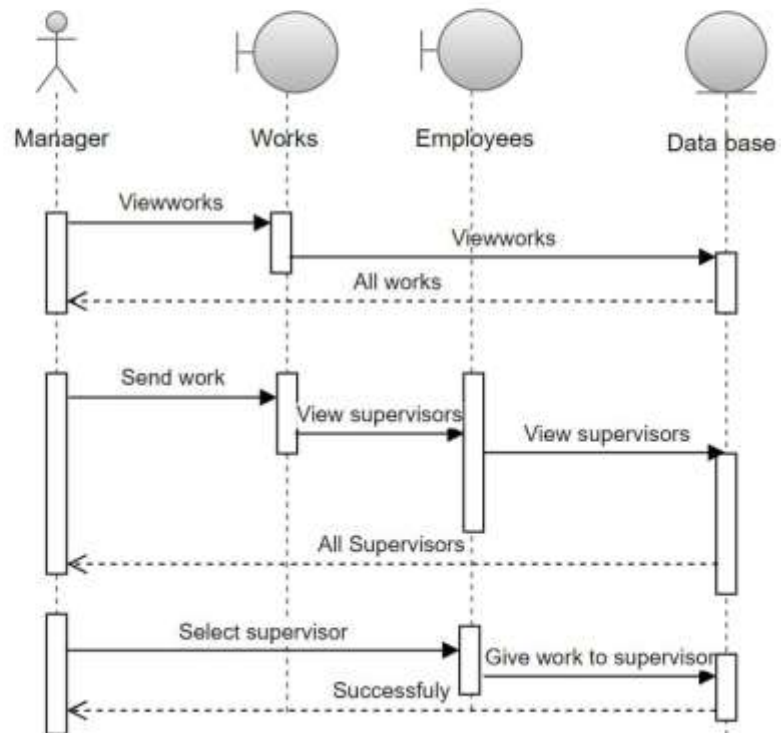 Manager
Works
Employees
Data base
Viewworks
Viewworks
All works
Send work
View supervisors
View supervisors
All Supervisors
Select supervisor
Give work to supervisor
Successfuly